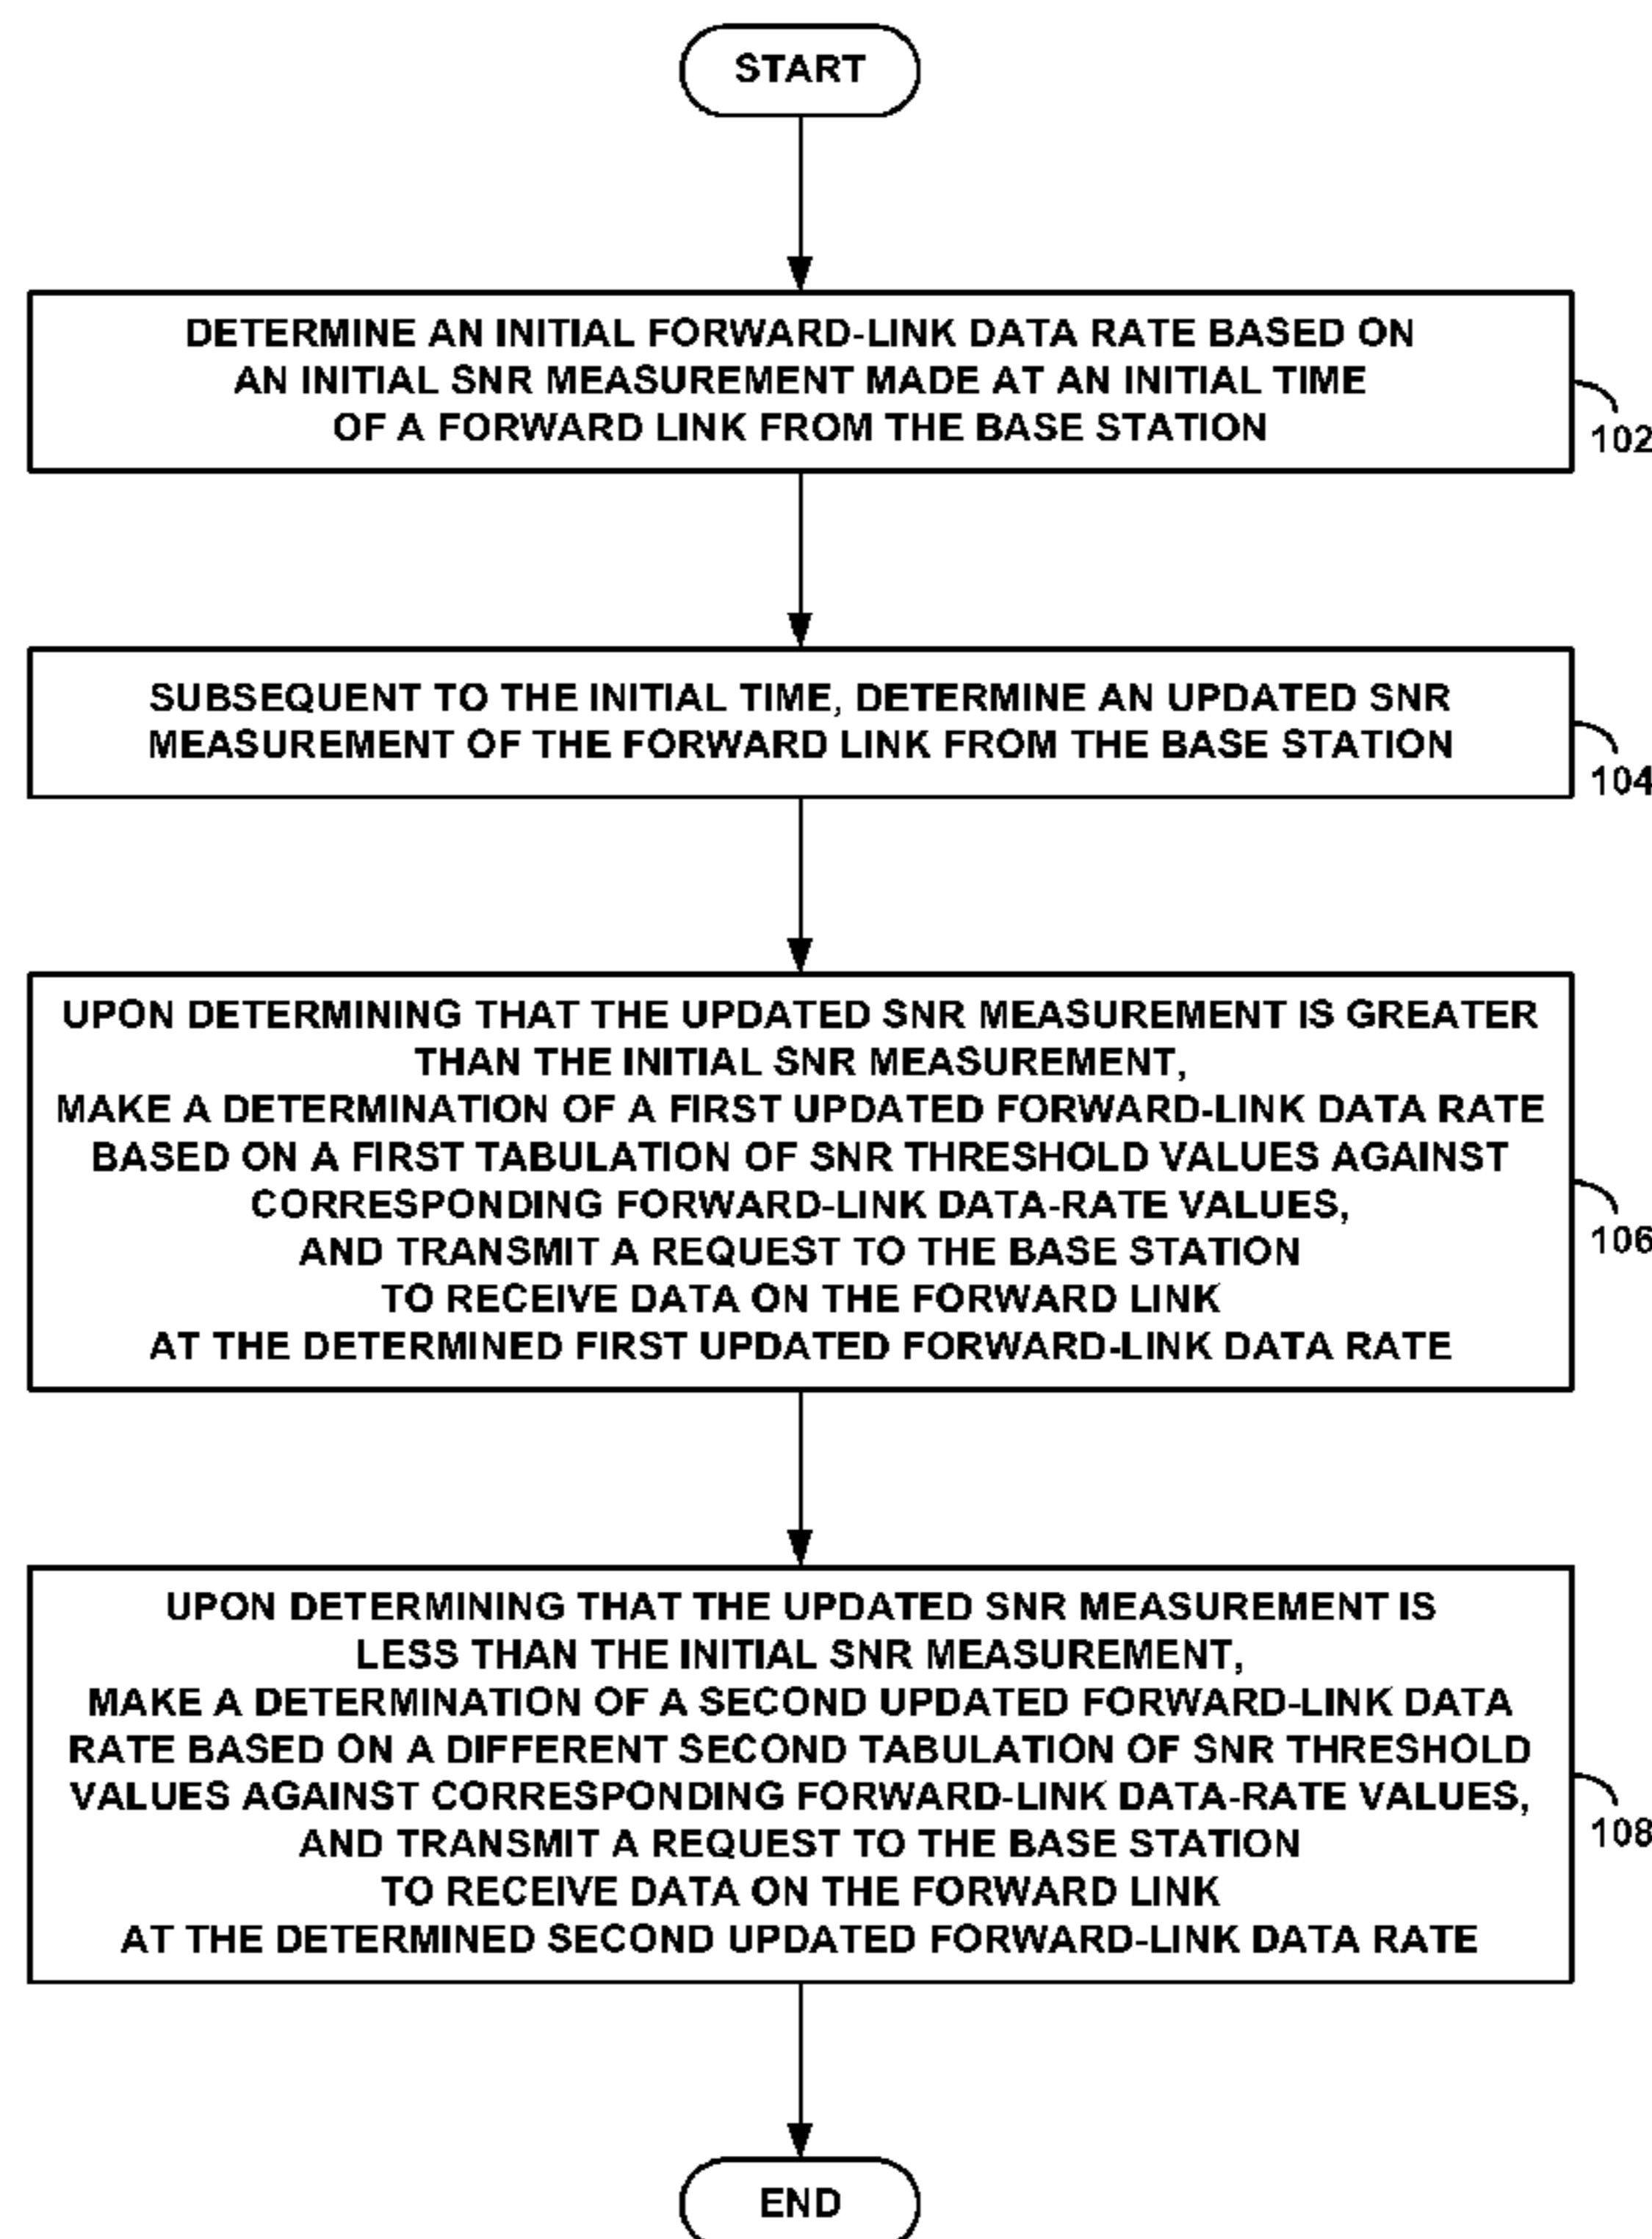 START
DETERMINE AN INITIAL FORWARD-LINK DATA RATE BASED ON
AN INITIAL SNR MEASUREMENT MADE AT AN INITIAL TIME
OF A FORWARD LINK FROM THE BASE STATION
102
SUBSEQUENT TO THE INITIAL TIME, DETERMINE AN UPDATED SNR
MEASUREMENT OF THE FORWARD LINK FROM THE BASE STATION
104
UPON DETERMINING THAT THE UPDATED SNR MEASUREMENT IS GREATER
THAN THE INITIAL SNR MEASUREMENT,
MAKE A DETERMINATION OF A FIRST UPDATED FORWARD-LINK DATA RATE
BASED ON A FIRST TABULATION OF SNR THRESHOLD VALUES AGAINST
CORRESPONDING FORWARD-LINK DATA-RATE VALUES,
AND TRANSMIT A REQUEST TO THE BASE STATION
TO RECEIVE DATA ON THE FORWARD LINK
AT THE DETERMINED FIRST UPDATED FORWARD-LINK DATA RATE
106
UPON DETERMINING THAT THE UPDATED SNR MEASUREMENT IS
LESS THAN THE INITIAL SNR MEASUREMENT,
MAKE A DETERMINATION OF A SECOND UPDATED FORWARD-LINK DATA
RATE BASED ON A DIFFERENT SECOND TABULATION OF SNR THRESHOLD
VALUES AGAINST CORRESPONDING FORWARD-LINK DATA-RATE VALUES,
AND TRANSMIT A REQUEST TO THE BASE STATION
TO RECEIVE DATA ON THE FORWARD LINK
AT THE DETERMINED SECOND UPDATED FORWARD-LINK DATA RATE
108
END